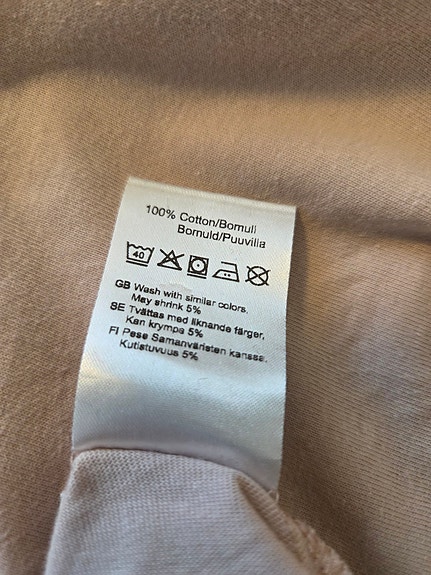 100% Cotton/Bomull
Bomuld/Puuvilla
40
GB Wash with similar colors,
May shrink 5%
SE Tvättas med liknande färger,
Kan krympa 5%
FI Pese Samanväristen kanssa,
Kutistuvuus 5%